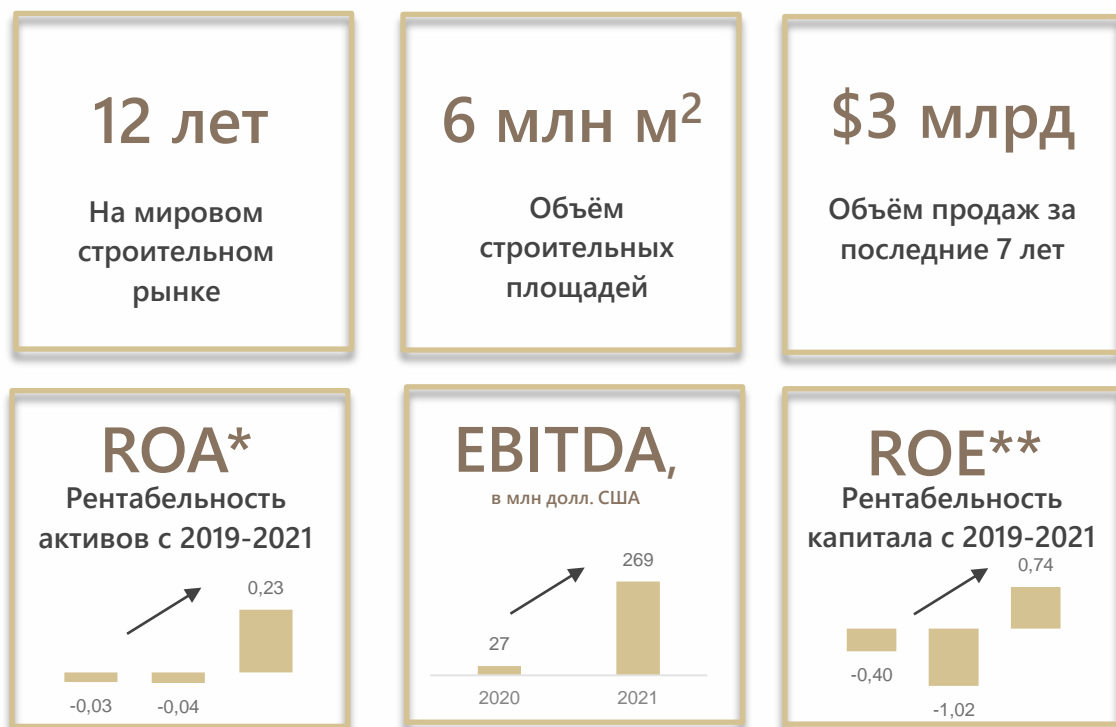 12 лет
На мировом
строительном
рынке
6 млн м²
Объём
строительных
площадей
$3 млрд
Объём продаж за
последние 7 лет
ROA*
Рентабельность
активов с 2019-2021
0,23
-0,03
-0,04
EBITDA,
в млн долл. США
269
27
2020
2021
ROE**
Рентабельность
капитала с 2019-2021
0,74
-0,40
-1,02